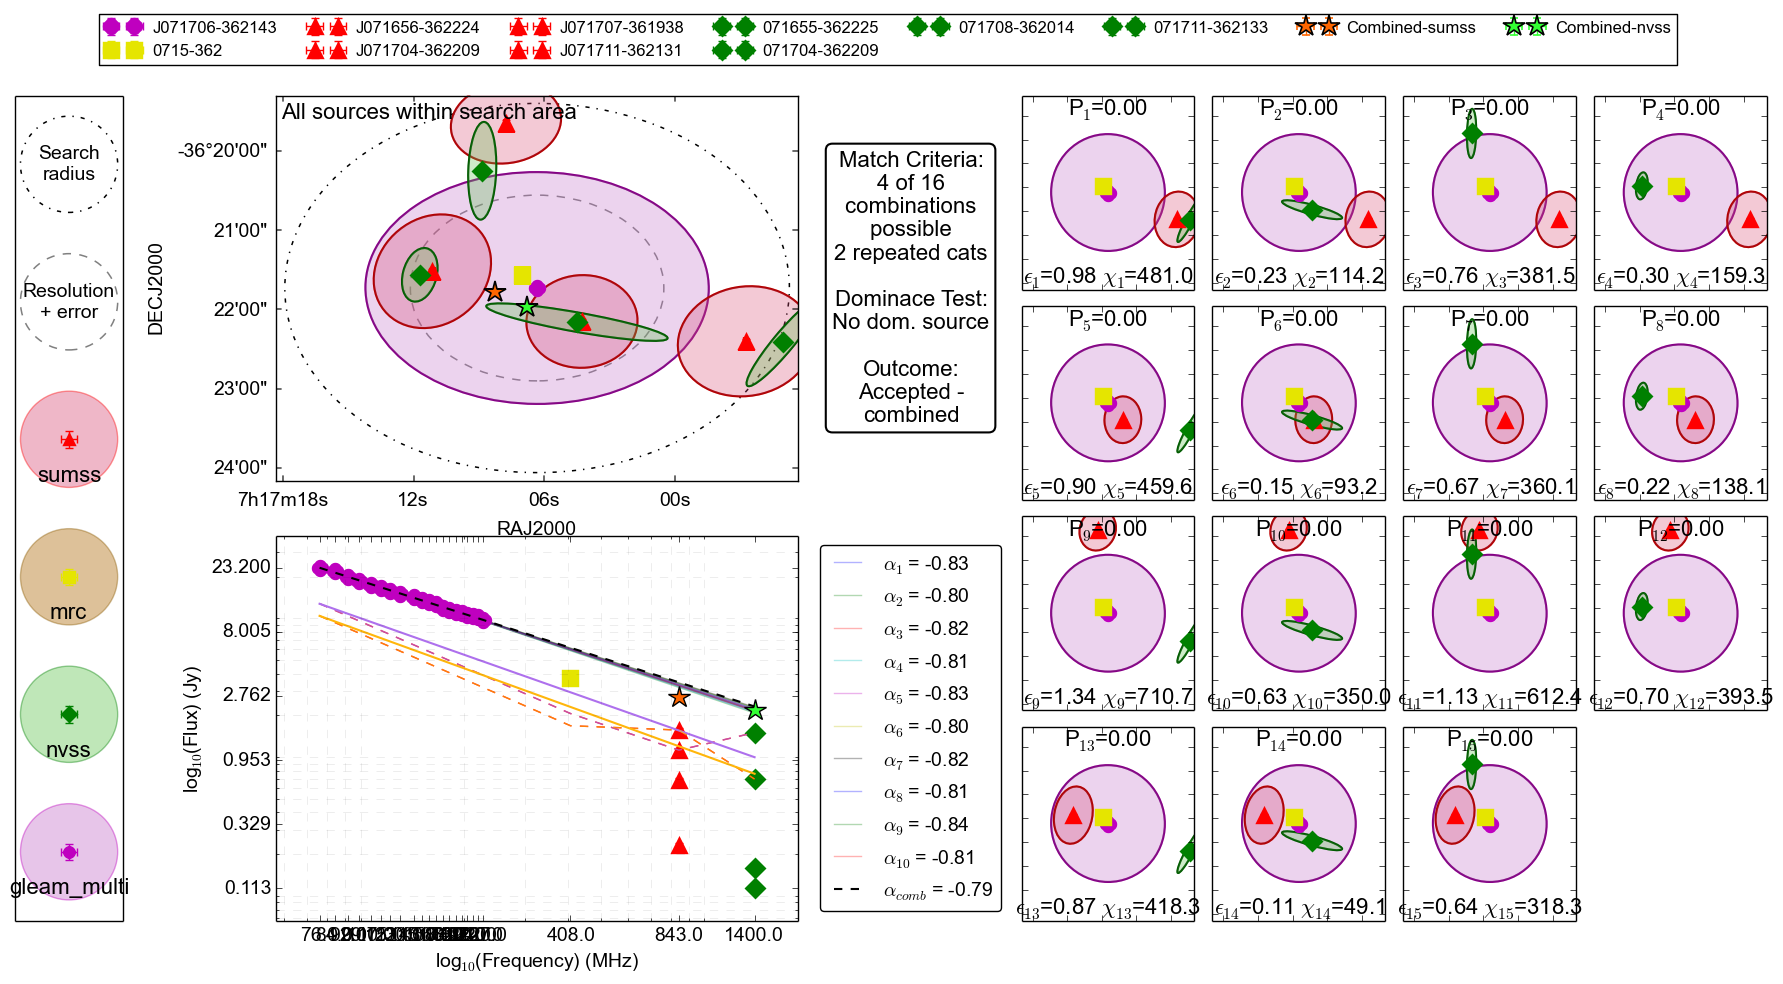 J071706-362143 J071656-362224 J071707-361938 071655-362225 071708-362014 071711-362133 Combined-sumss Combined-nvss
0715-362 J071704-362209 J071711-362131 071704-362209
Search
radius
Resolution
+ error
sumss
mrc
nvss
gleam_multi
All sources within search area
DECJ2000
-36°20'00"
21'00"
22'00"
23'00"
24'00"
7h17m18s 12s 06s 00s
RAJ2000
Match Criteria:
4 of 16
combinations
possible
2 repeated cats
Dominace Test:
No dom. source
Outcome:
Accepted -
combined
log10(Flux) (Jy)
23.200
8.005
2.762
0.953
0.329
0.113
408.0 843.0 1400.0
log10(Frequency) (MHz)
α1 = -0.83
α2 = -0.80
α3 = -0.82
α4 = -0.81
α5 = -0.83
α6 = -0.80
α7 = -0.82
α8 = -0.81
α9 = -0.84
α10 = -0.81
αcomb = -0.79
P1=0.00 P2=0.00 P3=0.00 P4=0.00
ϵ1=0.98 χ1=481.0 ϵ2=0.23 χ2=114.2 ϵ3=0.76 χ3=381.5 ϵ4=0.30 χ4=159.3
P5=0.00 P6=0.00 P7=0.00 P8=0.00
ϵ5=0.90 χ5=459.6 ϵ6=0.15 χ6=93.2 ϵ7=0.67 χ7=360.1 ϵ8=0.22 χ8=138.1
P9=0.00 P10=0.00 P11=0.00 P12=0.00
ϵ9=1.34 χ9=710.7 ϵ10=0.63 χ10=350.0 ϵ11=1.13 χ11=612.4 ϵ12=0.70 χ12=393.5
P13=0.00 P14=0.00 P15=0.00
ϵ13=0.87 χ13=418.3 ϵ14=0.11 χ14=49.1 ϵ15=0.64 χ15=318.3